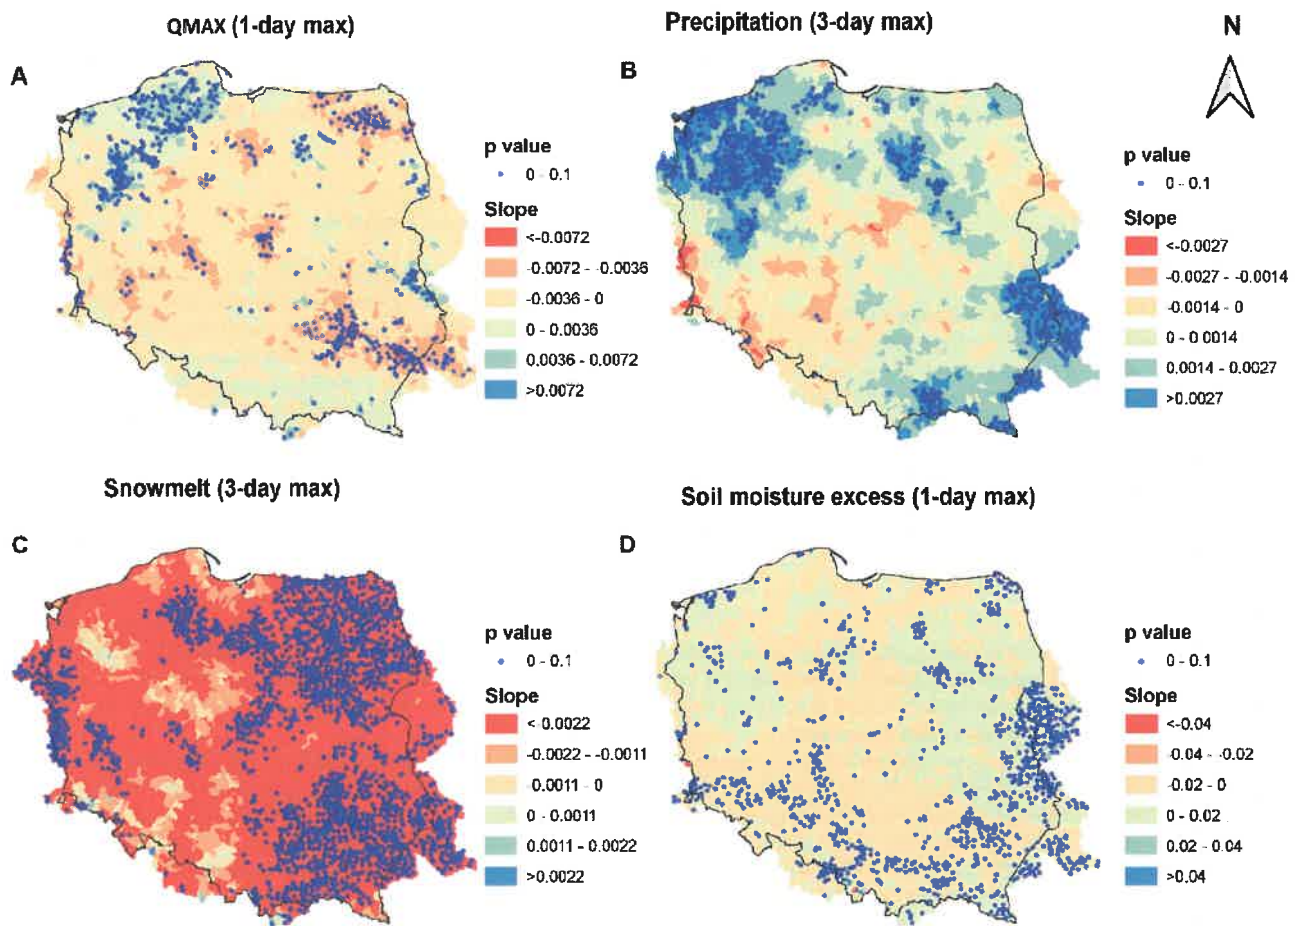 QMAX (1-day max)
Precipitation (3-day max)
N
A
p value
0 - 0.1
Slope
<-0.0072
-0.0072 - -0.0036
-0.0036 - 0
0 - 0.0036
0.0036 - 0.0072
>0.0072
B
p value
0 - 0.1
Slope
<-0.0027
-0.0027 - -0.0014
-0.0014 - 0
0 - 0.0014
0.0014 - 0.0027
>0.0027
Snowmelt (3-day max)
Soil moisture excess (1-day max)
C
p value
0 - 0.1
Slope
<-0.0022
-0.0022 - -0.0011
-0.0011 - 0
0 - 0.0011
0.0011 - 0.0022
>0.0022
D
p value
0 - 0.1
Slope
<-0.04
-0.04 - -0.02
-0.02 - 0
0 - 0.02
0.02 - 0.04
>0.04